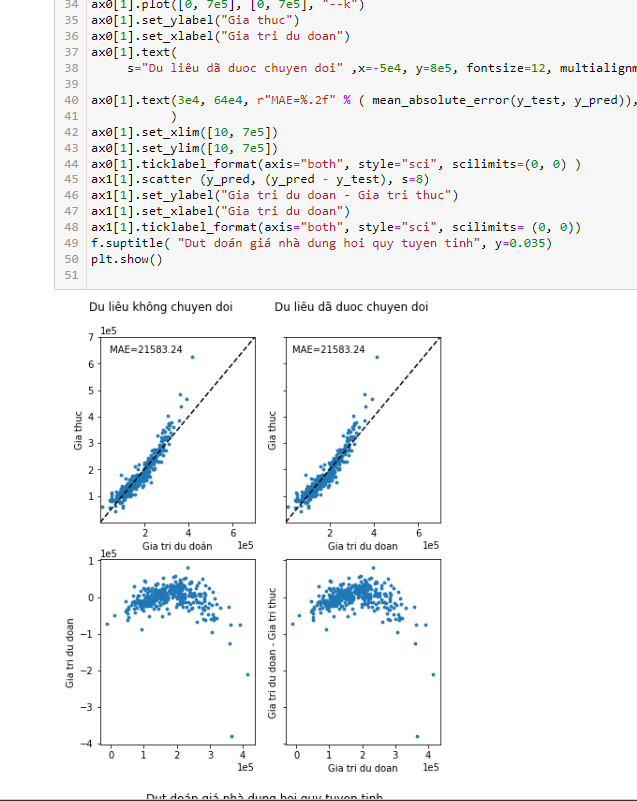 34 ax0[1].plot([0, 7e5], [0, 7e5], "--k")
35 ax0[1].set_ylabel("Gia thuc")
36 ax0[1].set_xlabel("Gia tri du doan")
37 ax0[1].text(
38 s="Du liêu dã duoc chuyen doi" ,x=-5e4, y=8e5, fontsize=12, multialignm
39
40 ax0[1].text(3e4, 64e4, r"MAE=%.2f" % ( mean_absolute_error(y_test, y_pred)),
41 )
42 ax0[1].set_xlim([10, 7e5])
43 ax0[1].set_ylim([10, 7e5])
44 ax0[1].ticklabel_format(axis="both", style="sci", scilimits=(0, 0) )
45 ax1[1].scatter (y_pred, (y_pred - y_test), s=8)
46 ax1[1].set_ylabel("Gia tri du doan - Gia tri thuc")
47 ax1[1].set_xlabel("Gia tri du doan")
48 ax1[1].ticklabel_format(axis="both", style="sci", scilimits= (0, 0))
49 f.suptitle( "Dut doán giá nhà dung hoi quy tuyen tinh", y=0.035)
50 plt.show()
51
Du liêu không chuyen doi
Du liêu dã duoc chuyen doi
1e5
7
6
5
4
3
2
1
Gia thuc
MAE=21583.24
2 4 6
1e5
Gia tri du doán
Gia thuc
MAE=21583.24
2 4 6
1e5
Gia tri du doan
1e5
1
0
−1
−2
−3
−4
Gia tri du doan
0 1 2 3 4
1e5
Gia tri du doan - Gia tri thuc
0 1 2 3 4
1e5
Gia tri du doan
Dut doán giá nhà dung hoi quy tuyen tinh